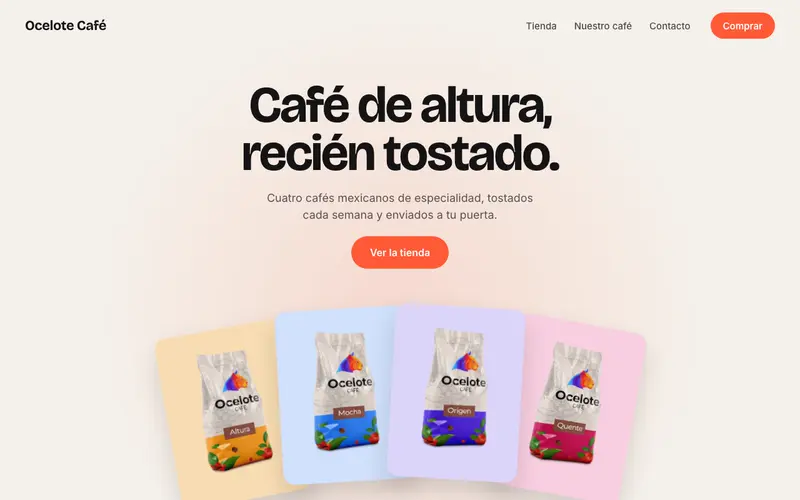 Ocelote Café
Tienda
Nuestro café
Contacto
Comprar
Café de altura,
recién tostado.
Cuatro cafés mexicanos de especialidad, tostados
cada semana y enviados a tu puerta.
Ver la tienda
Ocelote
CAFÉ
Altura
Ocelote
CAFÉ
Mocha
Ocelote
CAFÉ
Origen
Ocelote
CAFÉ
Quente